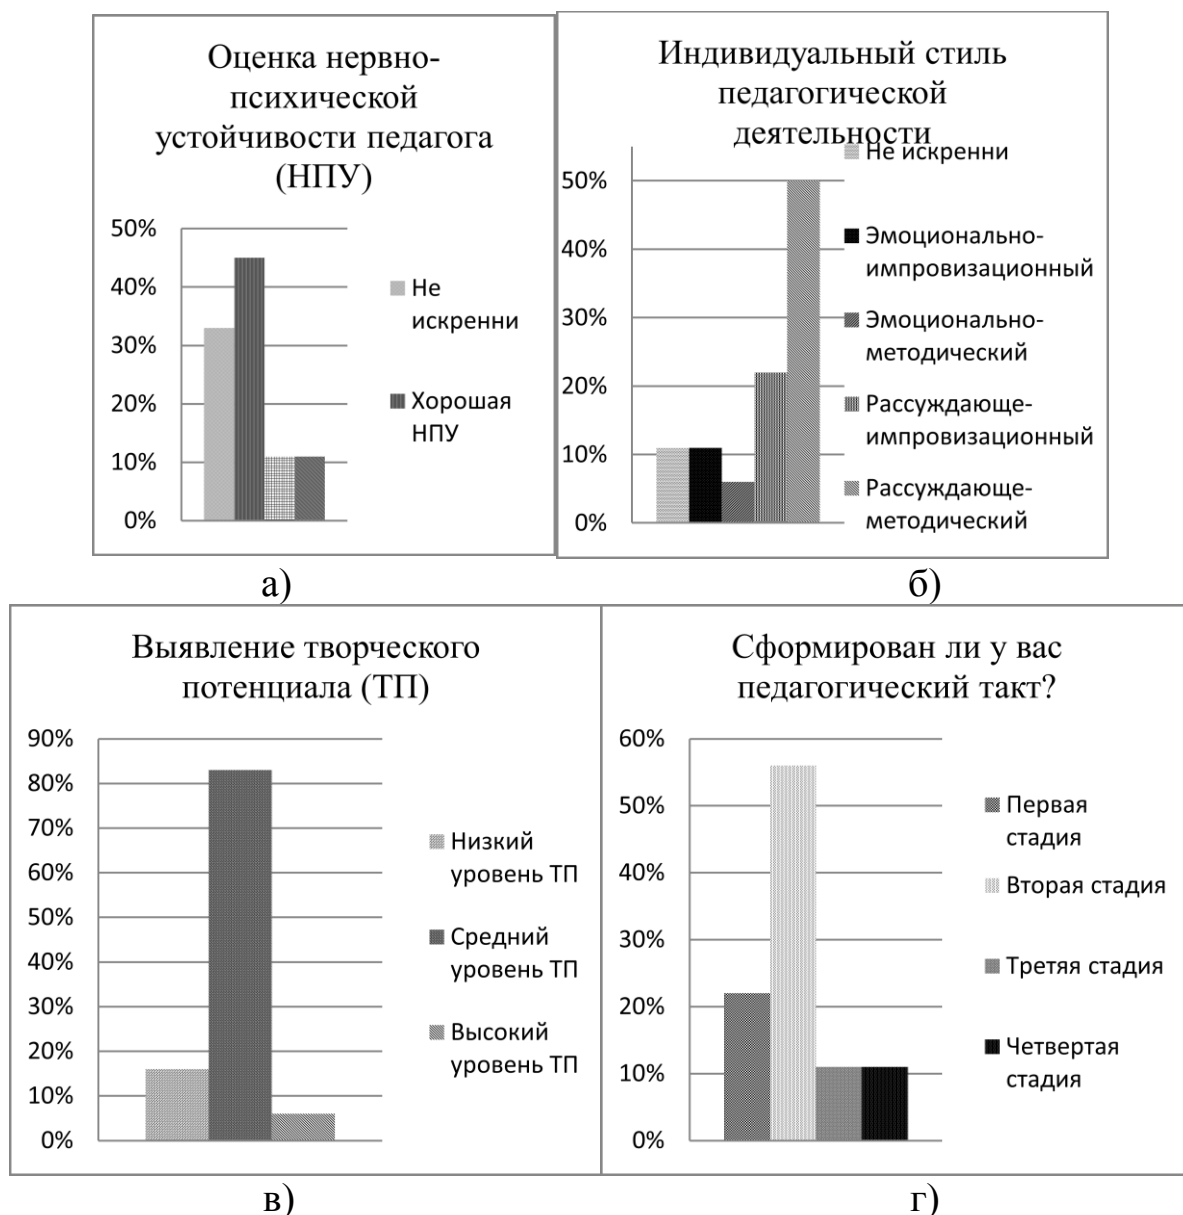 Оценка нервно-
психической
устойчивости педагога
(НПУ)
50%
40%
30%
20%
10%
0%
Не
искренни
Хорошая
НПУ
Индивидуальный стиль
педагогической
деятельности
50%
40%
30%
20%
10%
0%
Не искренни
Эмоционально-
импровизационный
Эмоционально-
методический
Рассуждающе-
импровизационный
Рассуждающе-
методический
а)
б)
Выявление творческого
потенциала (ТП)
90%
80%
70%
60%
50%
40%
30%
20%
10%
0%
Низкий
уровень ТП
Средний
уровень ТП
Высокий
уровень ТП
Сформирован ли у вас
педагогический такт?
60%
50%
40%
30%
20%
10%
0%
Первая
стадия
Вторая стадия
Третяя стадия
Четвертая
стадия
в)
г)